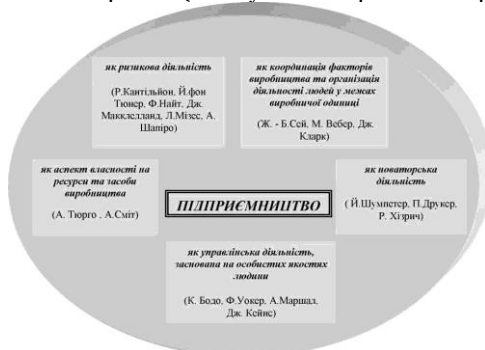 як ризикова діяльність
(Р.Кантільйон, Й.фон
Тюнер, Ф.Найт, Дж.
Макклелланд, Л.Мізес, А.
Шапіро)
як координація факторів
виробництва та організація
діяльності людей у межах
виробничої одиниці
(Ж. - Б.Сей, М. Вебер, Дж.
Кларк)
як аспект власності на
ресурси та засоби
виробництва
(А. Тюрго , А.Сміт)
ПІДПРИЄМНИЦТВО
як новаторська
діяльність
( Й.Шумпетер, П.Друкер,
Р. Хізрич)
як управлінська діяльність,
заснована на особистих якостях
людини
(К. Бодо, Ф.Уокер, А.Маршал,
Дж. Кейнс)